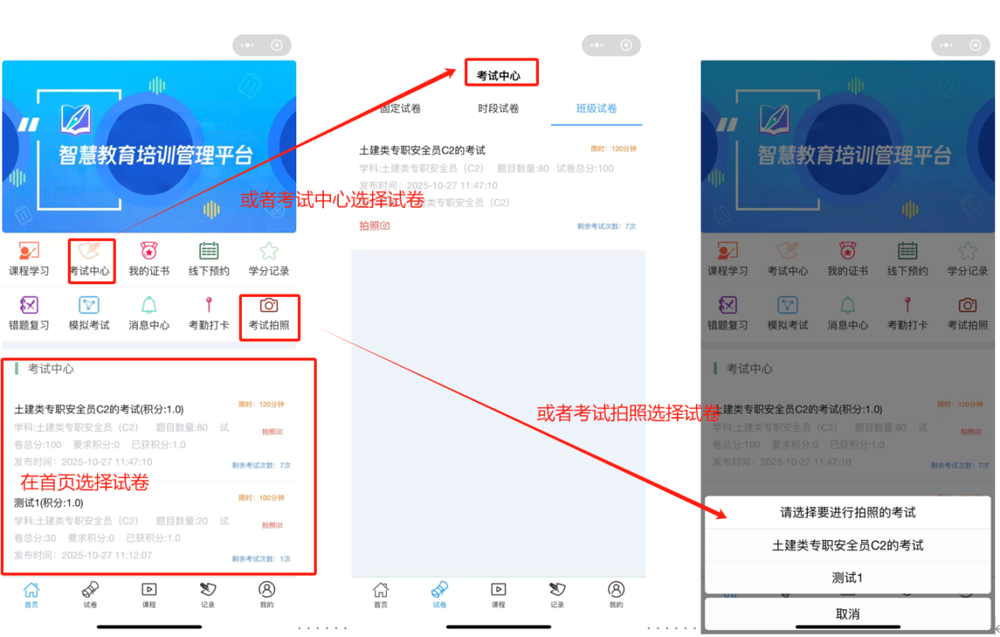 智慧教育培训管理平台
课程学习
考试中心
我的证书
线下预约
学分记录
错题复习
模拟考试
消息中心
考勤打卡
考试拍照
考试中心
土建类专职安全员C2的考试(积分:1.0)
限时：120分钟
学科:土建类专职安全员（C2） 题目数量:80 试
卷总分:100 要求积分:0 已获积分:1.0
拍照
发布时间：2025-10-27 11:47:10
剩余考试次数：7次
在首页选择试卷
测试1(积分:1.0)
限时：100分钟
学科:土建类专职安全员（C2） 题目数量:20 试
卷总分:30 要求积分:0 已获积分:1.0
拍照
发布时间：2025-10-27 11:12:07
剩余考试次数：1次
首页
试卷
课程
记录
我的
考试中心
固定试卷
时段试卷
班级试卷
土建类专职安全员C2的考试
限时：120分钟
学科:土建类专职安全员（C2） 题目数量:80 试卷总分:100
发布时间：2025-10-27 11:47:10
或者考试中心选择试卷
建类专职安全员（C2）
拍照
剩余考试次数：7次
或者考试拍照选择试卷
首页
试卷
课程
记录
我的
智慧教育培训管理平台
课程学习
考试中心
我的证书
线下预约
学分记录
错题复习
模拟考试
消息中心
考勤打卡
考试拍照
考试中心
土建类专职安全员C2的考试(积分:1.0)
限时：120分钟
学科:土建类专职安全员（C2） 题目数量:80 试
卷总分:100 要求积分:0 已获积分:1.0
拍照
发布时间：2025-10-27 11:47:10
剩余考试次数：7次
请选择要进行拍照的考试
土建类专职安全员C2的考试
测试1
取消